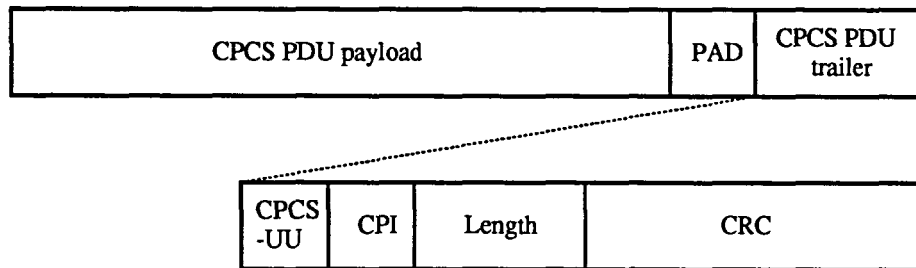 CPCS PDU payload
PAD
CPCS PDU
trailer
CPCS
-UU
CPI
Length
CRC